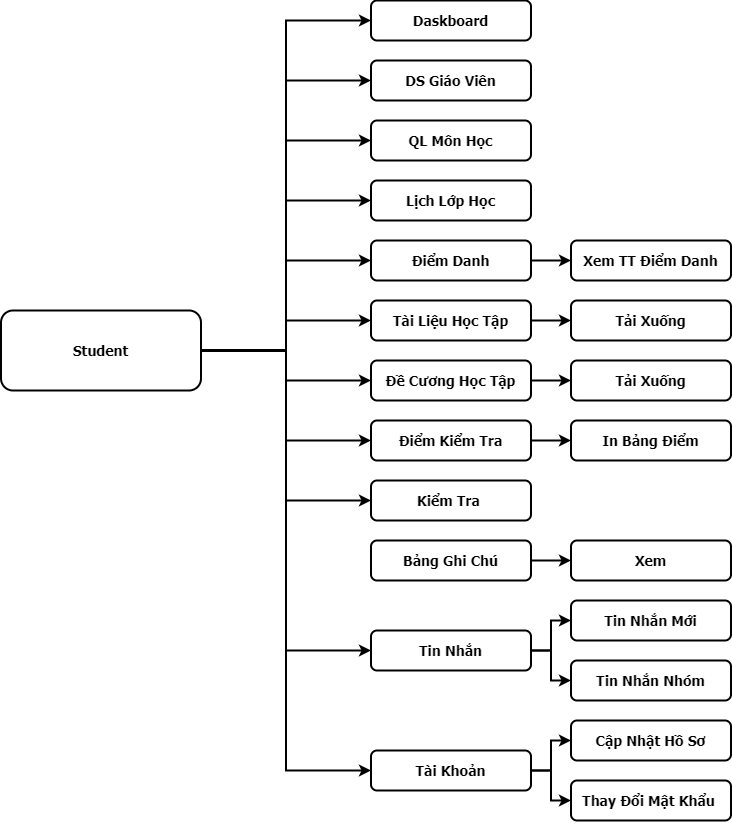 Daskboard
DS Giáo Viên
QL Môn Học
Lịch Lớp Học
Điểm Danh
Xem TT Điểm Danh
Student
Tài Liệu Học Tập
Tải Xuống
Đề Cương Học Tập
Tải Xuống
Điểm Kiểm Tra
In Bảng Điểm
Kiểm Tra
Bảng Ghi Chú
Xem
Tin Nhắn
Tin Nhắn Mới
Tin Nhắn Nhóm
Tài Khoản
Cập Nhật Hồ Sơ
Thay Đổi Mật Khẩu